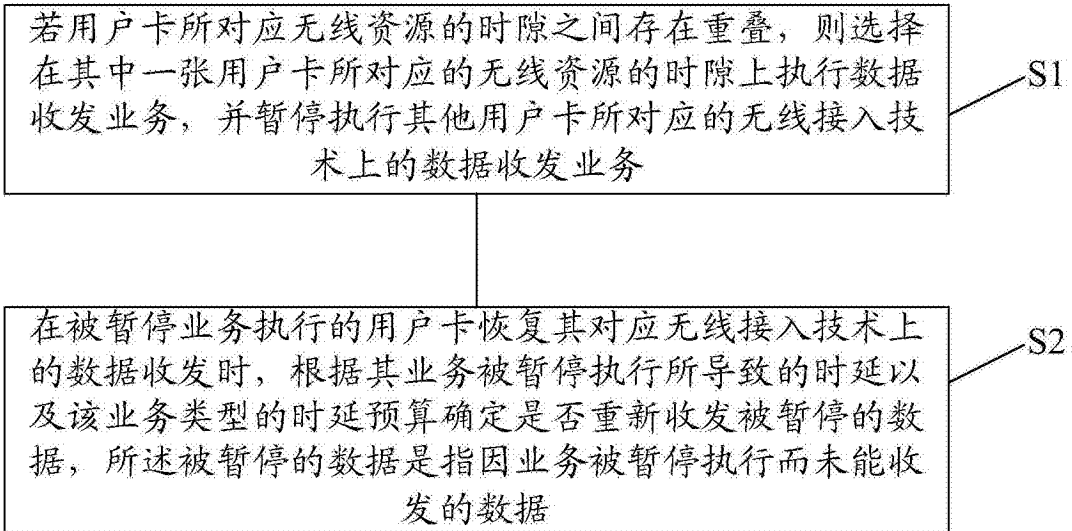 若用户卡所对应无线资源的时隙之间存在重叠，则选择
在其中一张用户卡所对应的无线资源的时隙上执行数据
收发业务，并暂停执行其他用户卡所对应的无线接入技
术上的数据收发业务
S1
在被暂停业务执行的用户卡恢复其对应无线接入技术上
的数据收发时，根据其业务被暂停执行所导致的时延以
及该业务类型的时延预算确定是否重新收发被暂停的数
据，所述被暂停的数据是指因业务被暂停执行而未能收
发的数据
S2